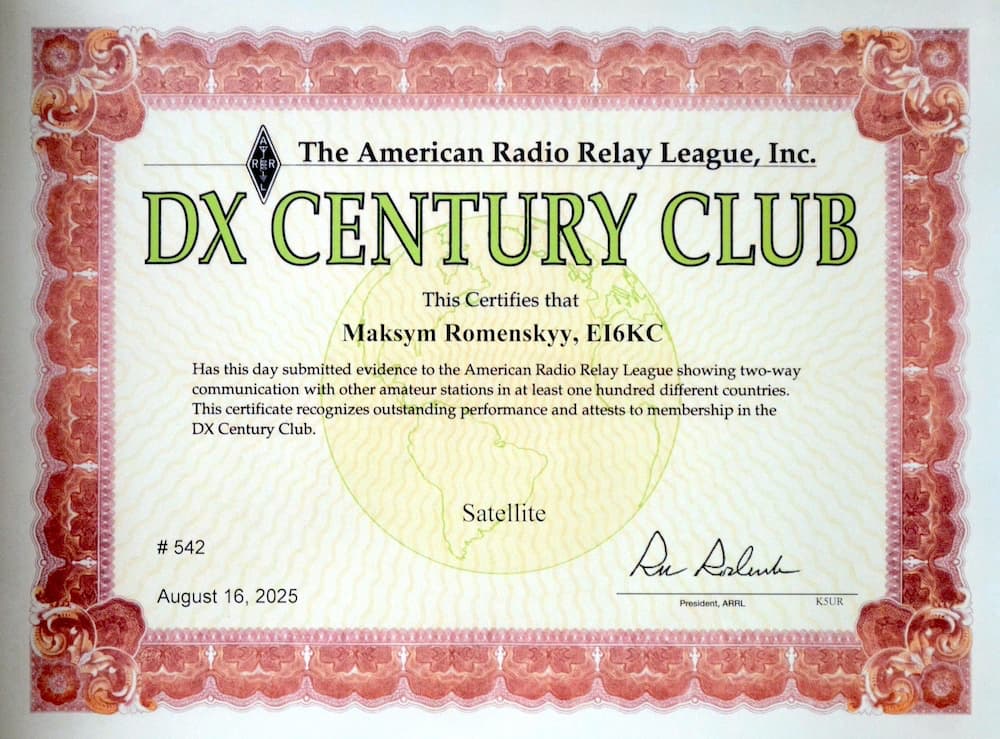 The American Radio Relay League, Inc.
DX CENTURY CLUB
This Certifies that
Maksym Romenskyy, EI6KC
Has this day submitted evidence to the American Radio Relay League showing two-way
communication with other amateur stations in at least one hundred different countries.
This certificate recognizes outstanding performance and attests to membership in the
DX Century Club.
Satellite
# 542
August 16, 2025
President, ARRL
K5UR